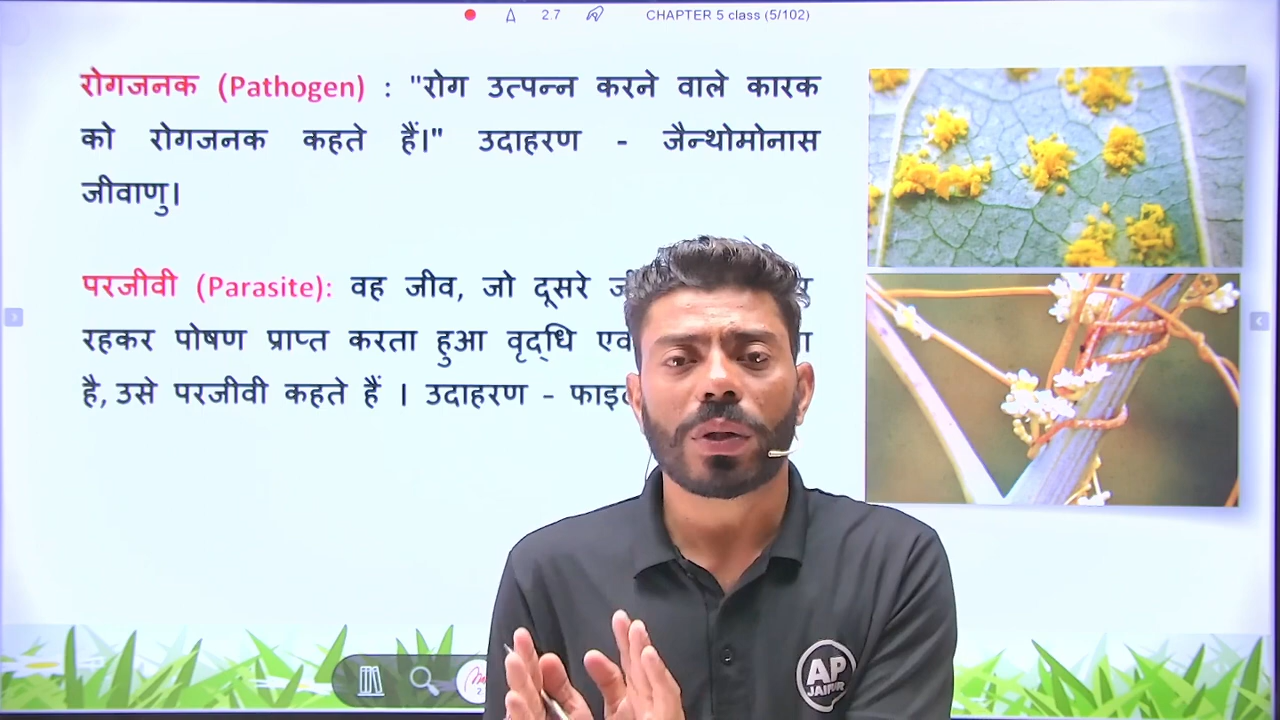 2.7 CHAPTER 5 class (5/102)
रोगजनक (Pathogen) : "रोग उत्पन्न करने वाले कारक
को रोगजनक कहते हैं।" उदाहरण - जैन्थोमोनास
जीवाणु।
परजीवी (Parasite): वह जीव, जो दूसरे
रहकर पोषण प्राप्त करता हुआ वृद्धि
है, उसे परजीवी कहते हैं । उदाहरण –
AP
JAIPUR